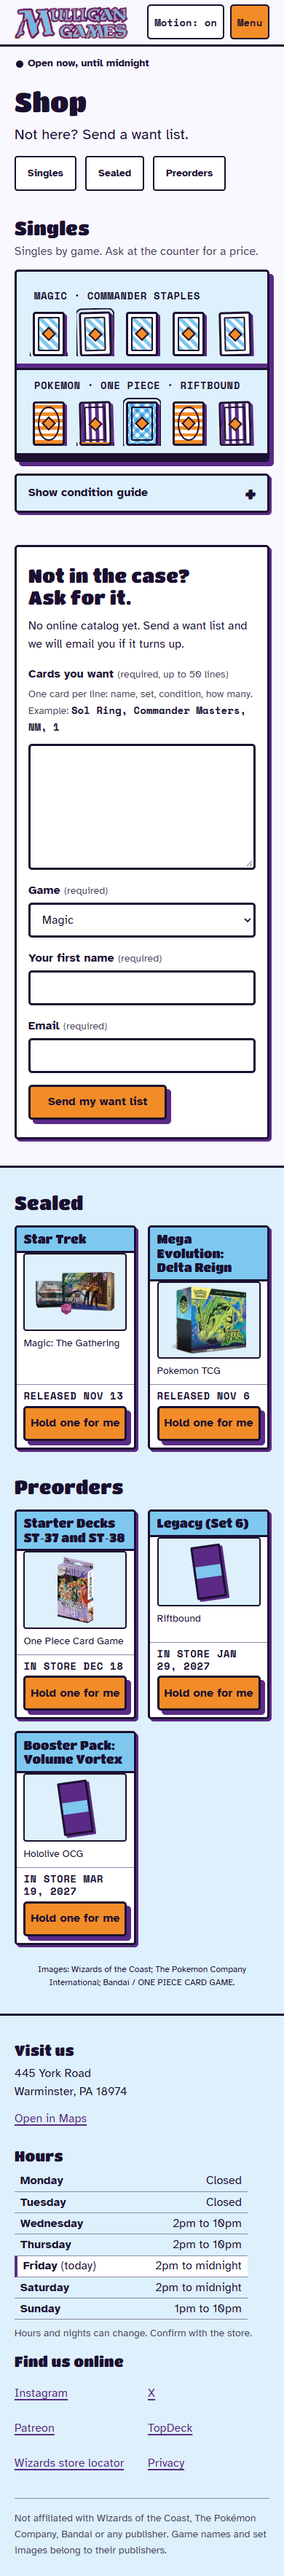 MULLIGAN
GAMES
Motion: on
Menu
Open now, until midnight
Shop
Not here? Send a want list.
Singles
Sealed
Preorders
Singles
Singles by game. Ask at the counter for a price.
MAGIC · COMMANDER STAPLES
POKEMON · ONE PIECE · RIFTBOUND
Show condition guide
Not in the case?
Ask for it.
No online catalog yet. Send a want list and
we will email you if it turns up.
Cards you want (required, up to 50 lines)
One card per line: name, set, condition, how many.
Example: Sol Ring, Commander Masters,
NM, 1
Game (required)
Magic
Your first name (required)
Email (required)
Send my want list
Sealed
Star Trek
Magic: The Gathering
RELEASED NOV 13
Hold one for me
Mega
Evolution:
Delta Reign
Pokemon TCG
RELEASED NOV 6
Hold one for me
Preorders
Starter Decks
ST-37 and ST-38
One Piece Card Game
IN STORE DEC 18
Hold one for me
Legacy (Set 6)
Riftbound
IN STORE JAN
29, 2027
Hold one for me
Booster Pack:
Volume Vortex
Hololive OCG
IN STORE MAR
19, 2027
Hold one for me
Images: Wizards of the Coast; The Pokemon Company
International; Bandai / ONE PIECE CARD GAME.
Visit us
445 York Road
Warminster, PA 18974
Open in Maps
Hours
Monday Closed
Tuesday Closed
Wednesday 2pm to 10pm
Thursday 2pm to 10pm
Friday (today) 2pm to midnight
Saturday 2pm to midnight
Sunday 1pm to 10pm
Hours and nights can change. Confirm with the store.
Find us online
Instagram X
Patreon TopDeck
Wizards store locator Privacy
Not affiliated with Wizards of the Coast, The Pokémon
Company, Bandai or any publisher. Game names and set
images belong to their publishers.